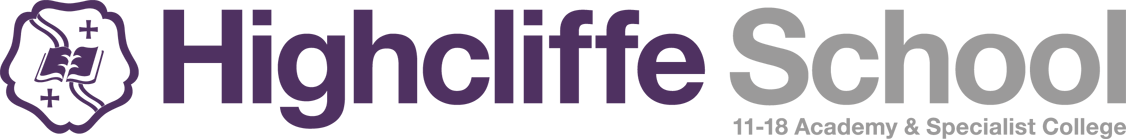 Highcliffe School
11-18 Academy & Specialist College